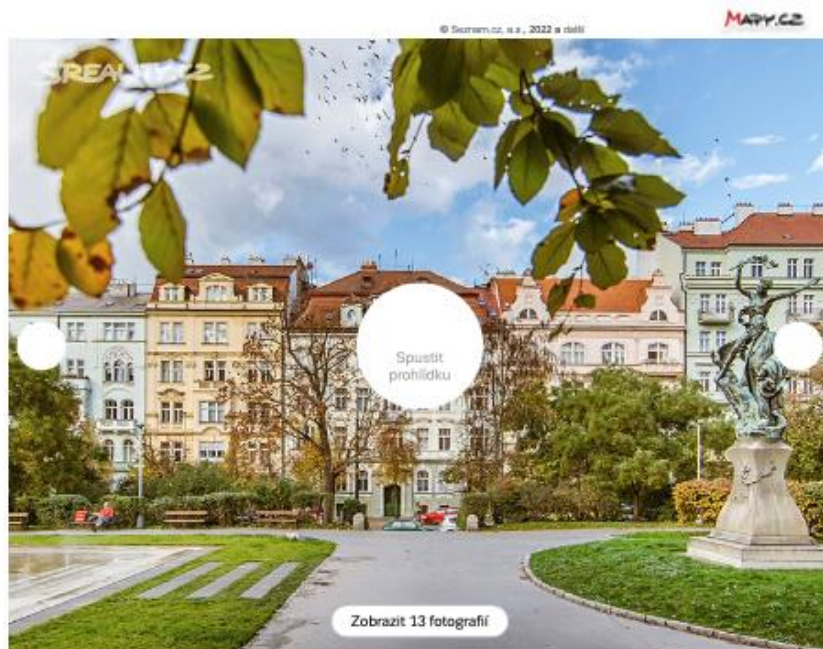 © Seznam.cz, a.s., 2022 a další
Mapy.cz
SREALITY.CZ
Spustit
prohlídku
Zobrazit 13 fotografií